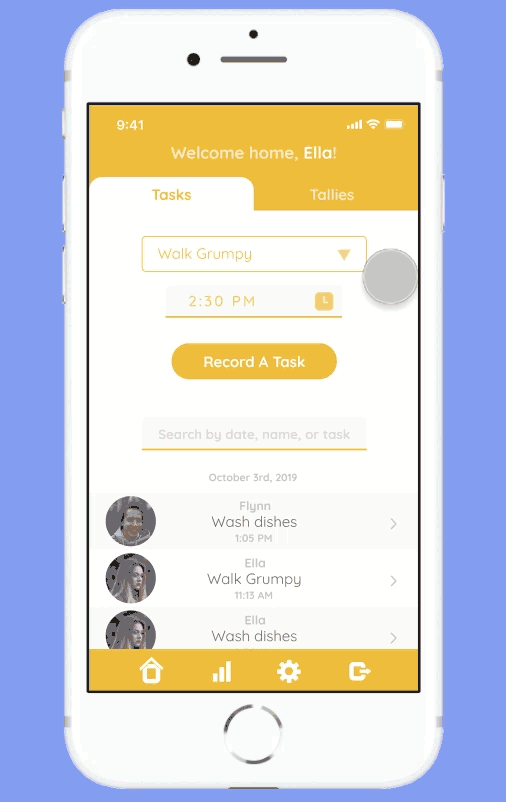 9:41
Welcome home, Ella!
Tasks
Tallies
Walk Grumpy
2:30 PM
Record A Task
Search by date, name, or task
October 3rd, 2019
Flynn
Wash dishes
1:05 PM
Ella
Walk Grumpy
11:13 AM
Ella
Wash dishes